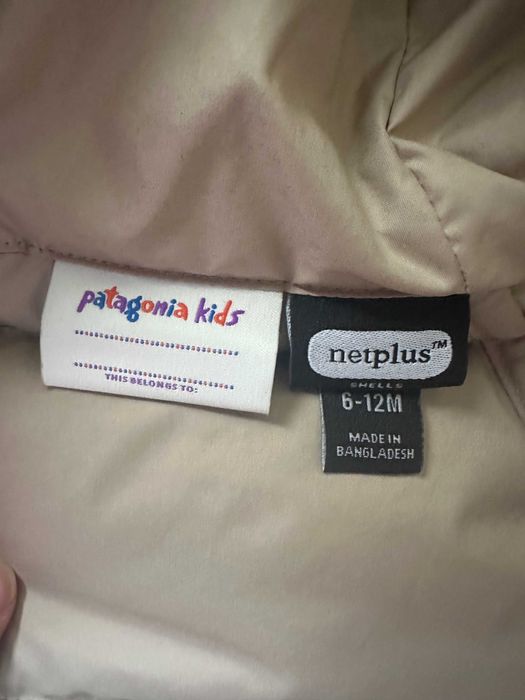 patagonia kids
THIS BELONGS TO:
netplus™
SHELLS
6-12M
MADE IN
BANGLADESH